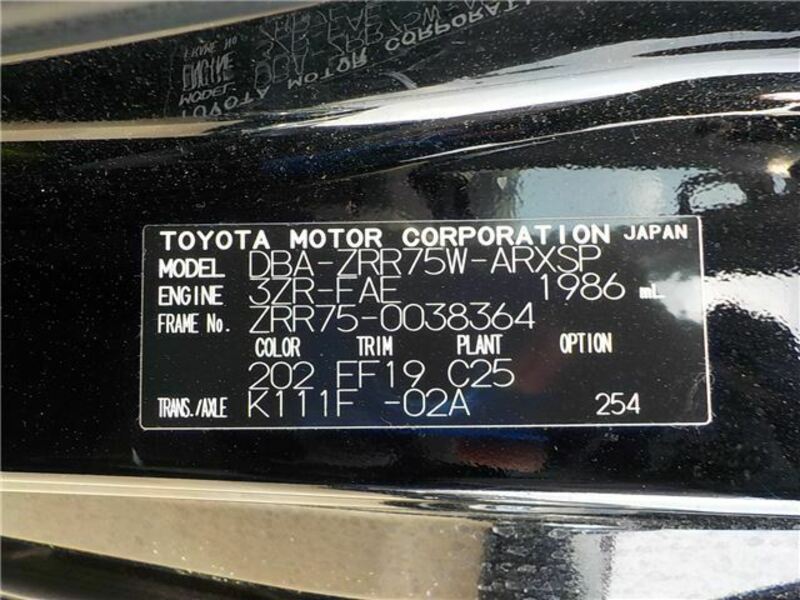 TOYOTA MOTOR CORPORATION JAPAN
MODEL DBA-ZRR75W-ARXSP
ENGINE 3ZR-FAE 1986 mL
FRAME No. ZRR75-0038364
COLOR TRIM PLANT OPTION
202 FF19 C25
TRANS./AXLE K111F -02A 254